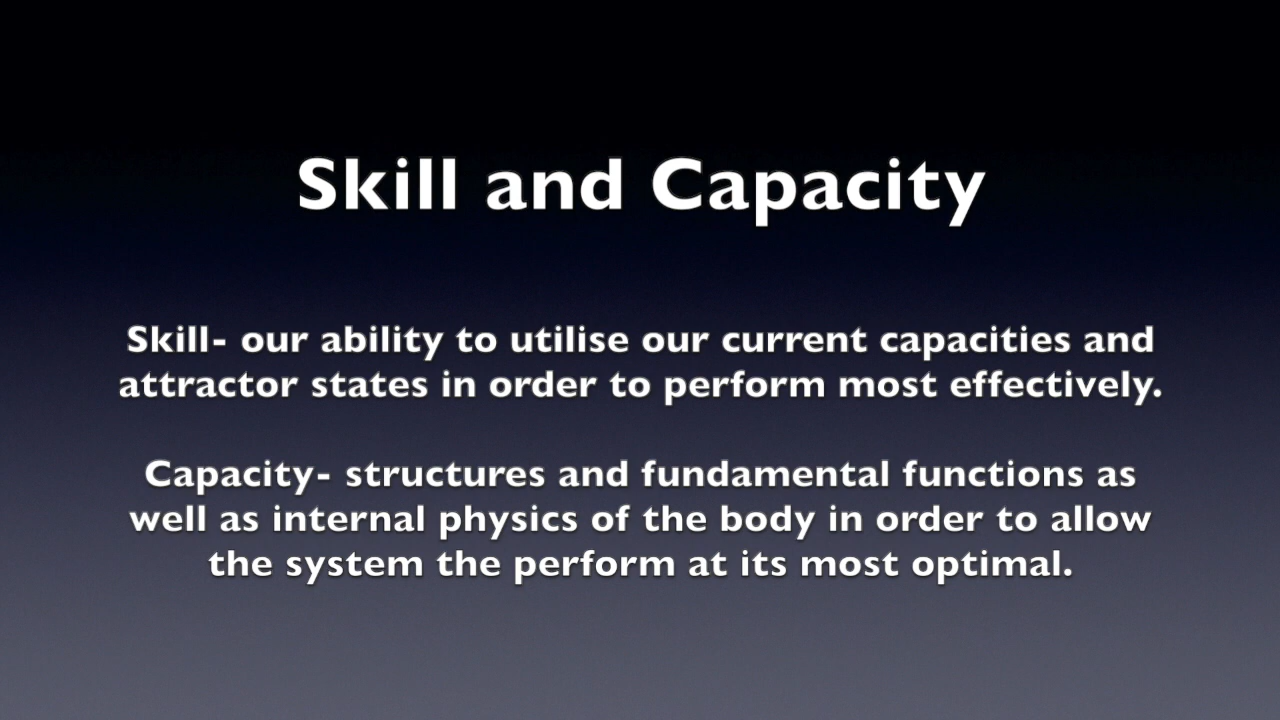 Skill and Capacity
Skill- our ability to utilise our current capacities and
attractor states in order to perform most effectively.
Capacity- structures and fundamental functions as
well as internal physics of the body in order to allow
the system the perform at its most optimal.